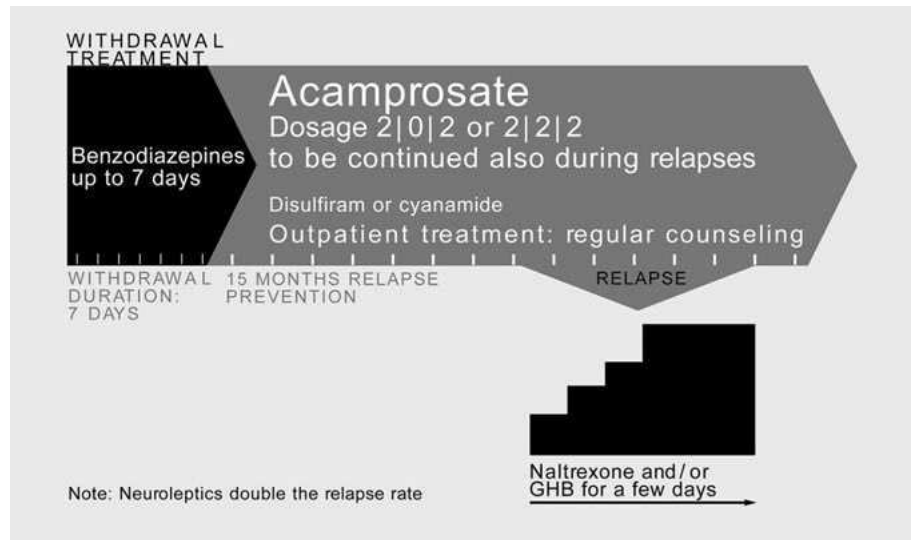 WITHDRAWAL
TREATMENT
Benzodiazepines
up to 7 days
Acamprosate
Dosage 2|0|2 or 2|2|2
to be continued also during relapses
Disulfiram or cyanamide
Outpatient treatment: regular counseling
WITHDRAWAL
DURATION:
7 DAYS
15 MONTHS RELAPSE
PREVENTION
RELAPSE
Naltrexone and/or
GHB for a few days
Note: Neuroleptics double the relapse rate